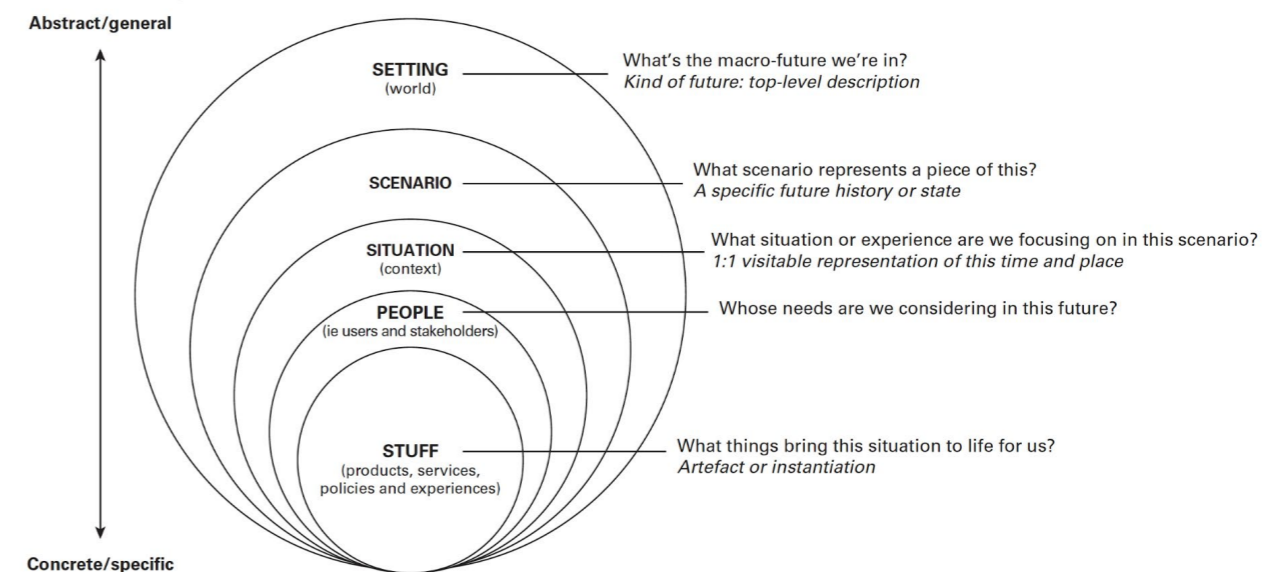 Abstract/general
SETTING
(world)
What's the macro-future we're in?
Kind of future: top-level description
SCENARIO
What scenario represents a piece of this?
A specific future history or state
SITUATION
(context)
What situation or experience are we focusing on in this scenario?
1:1 visitable representation of this time and place
PEOPLE
(ie users and stakeholders)
Whose needs are we considering in this future?
STUFF
(products, services,
policies and experiences)
What things bring this situation to life for us?
Artefact or instantiation
Concrete/specific